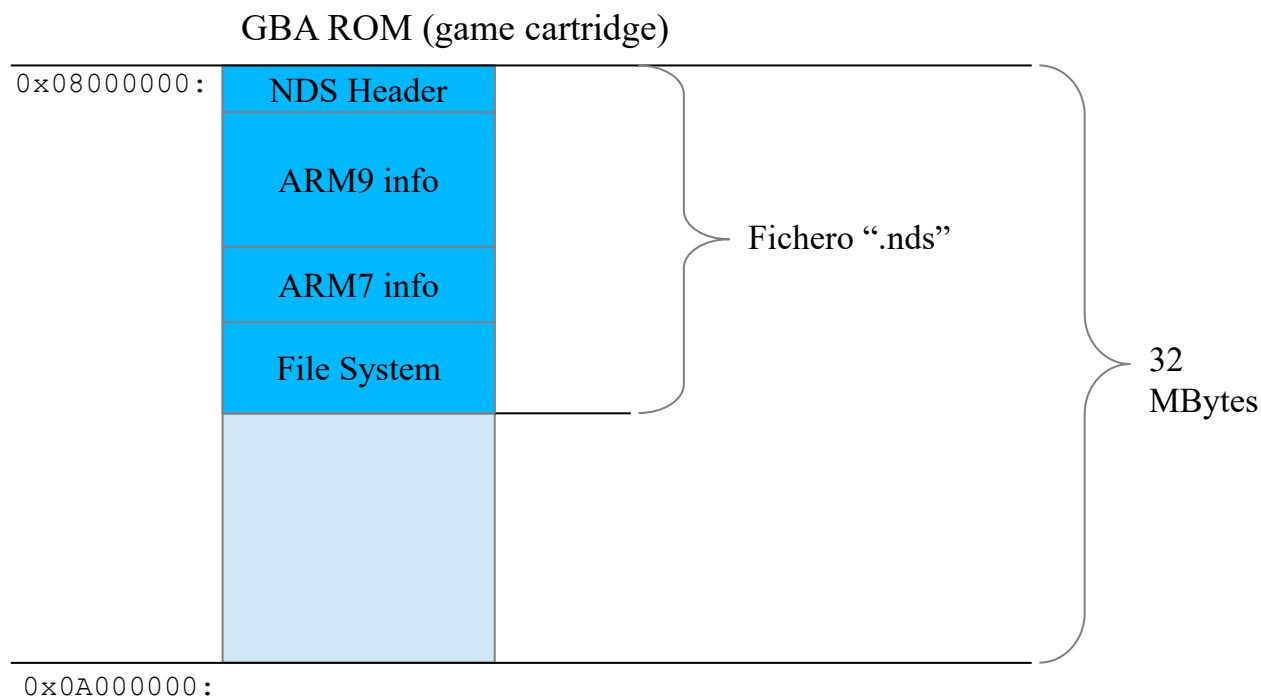 GBA ROM (game cartridge)
0x08000000:
NDS Header
ARM9 info
Fichero “.nds”
ARM7 info
File System
32
MBytes
0x0A000000: